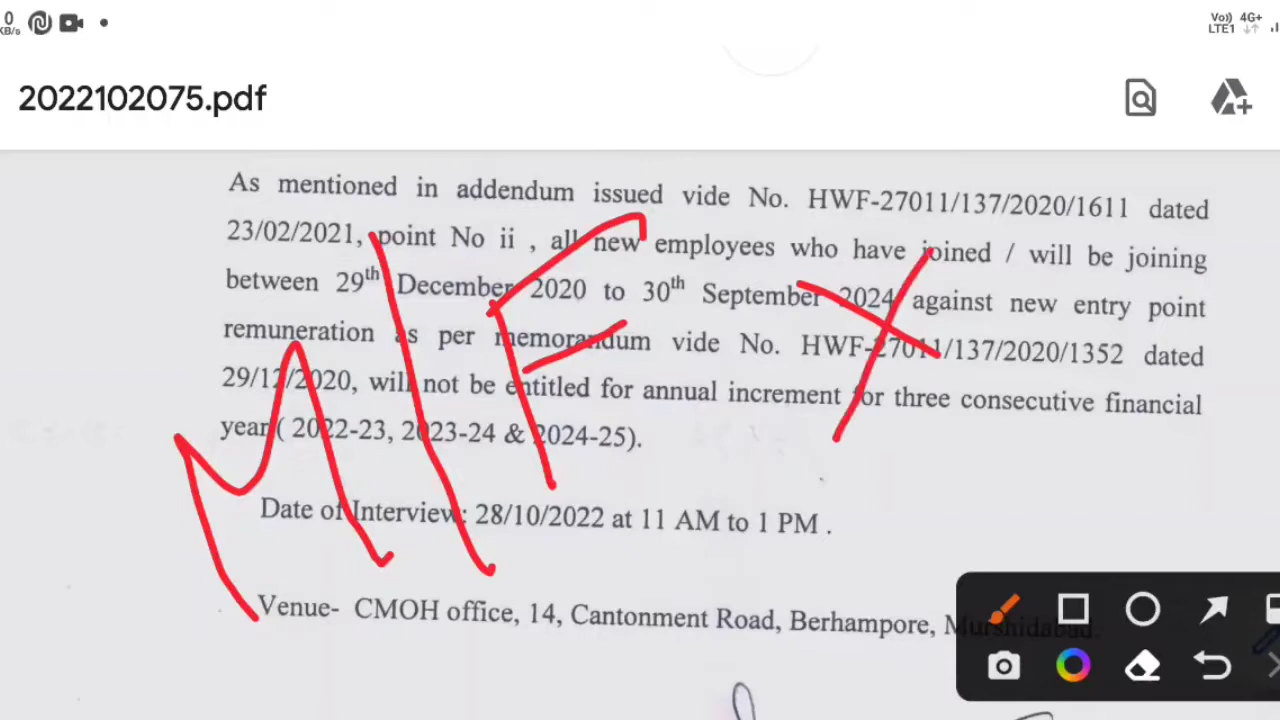 0
KB/s
Vo)) 4G+
LTE1
2022102075.pdf
As mentioned in addendum issued vide No. HWF-27011/137/2020/1611 dated
23/02/2021, point No ii , all new employees who have joined / will be joining
between 29th December 2020 to 30th September 2024 against new entry point
remuneration as per memorandum vide No. HWF-27011/137/2020/1352 dated
29/12/2020, will not be entitled for annual increment for three consecutive financial
year( 2022-23, 2023-24 & 2024-25).
Date of Interview: 28/10/2022 at 11 AM to 1 PM .
Venue- CMOH office, 14, Cantonment Road, Berhampore, Murshidabad.
M/F X